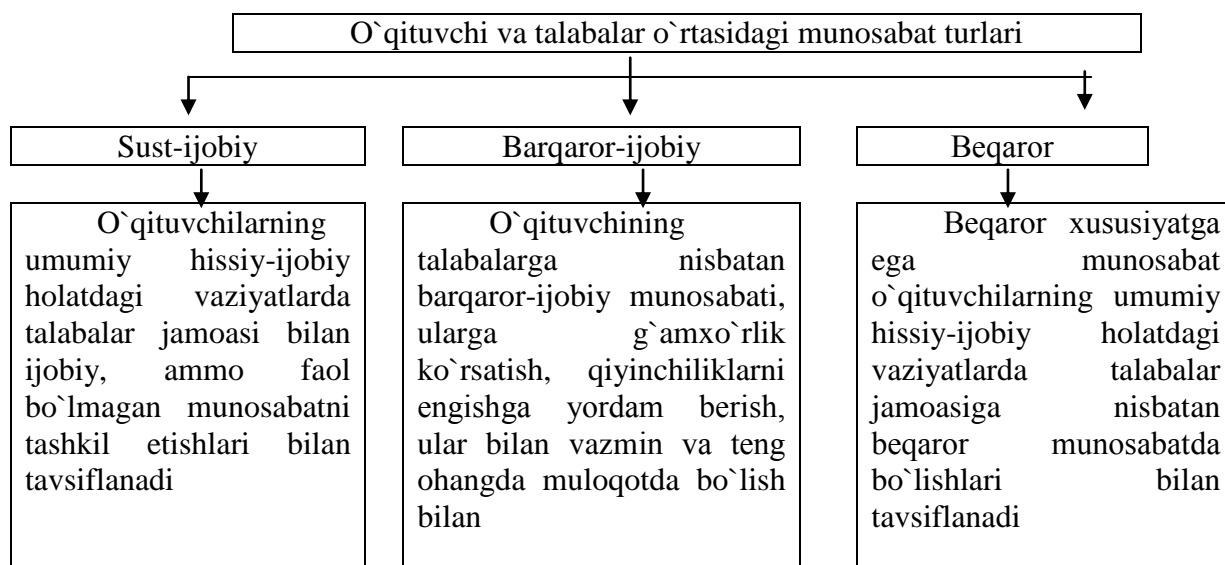 O`qituvchi va talabalar o`rtasidagi munosabat turlari
Sust-ijobiy
Barqaror-ijobiy
Beqaror
O`qituvchilarning
umumiy hissiy-ijobiy
holatdagi vaziyatlarda
talabalar jamoasi bilan
ijobiy, ammo faol
bo`lmagan munosabatni
tashkil etishlari bilan
tavsiflanadi
O`qituvchining
talabalarga nisbatan
barqaror-ijobiy munosabati,
ularga g`amxo`rlik
ko`rsatish, qiyinchiliklarni
engishga yordam berish,
ular bilan vazmin va teng
ohangda muloqotda bo`lish
bilan
Beqaror xususiyatga
ega munosabat
o`qituvchilarning umumiy
hissiy-ijobiy holatdagi
vaziyatlarda talabalar
jamoasiga nisbatan
beqaror munosabatda
bo`lishlari bilan
tavsiflanadi